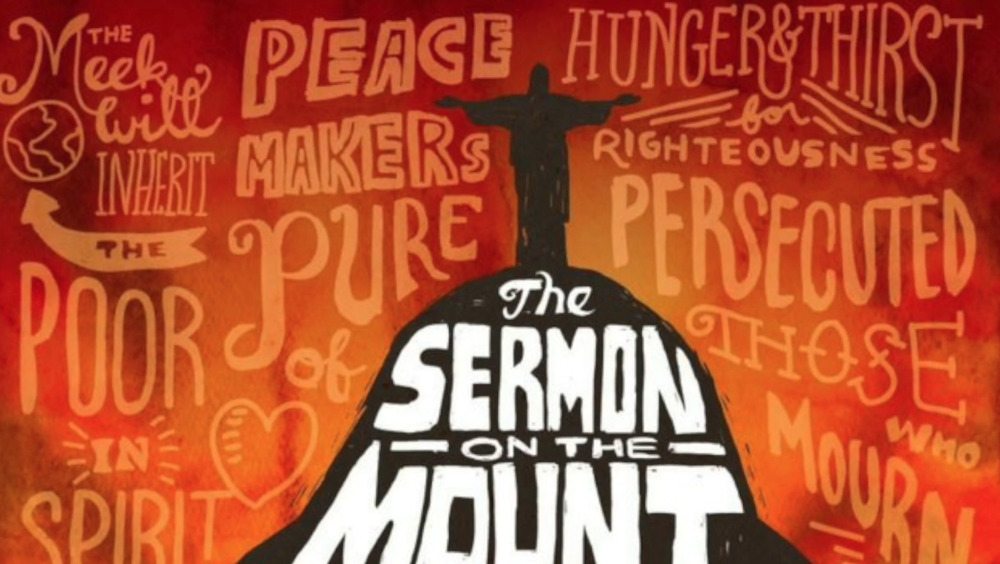 THE
Meek
will
INHERIT
THE
POOR
IN
SPIRIT
PEACE
MAKERS
PURE
of
HUNGER & THIRST
for
RIGHTEOUSNESS
PERSECUTED
THOSE
WHO
MOURN
The
SERMON
ON THE
MOUNT